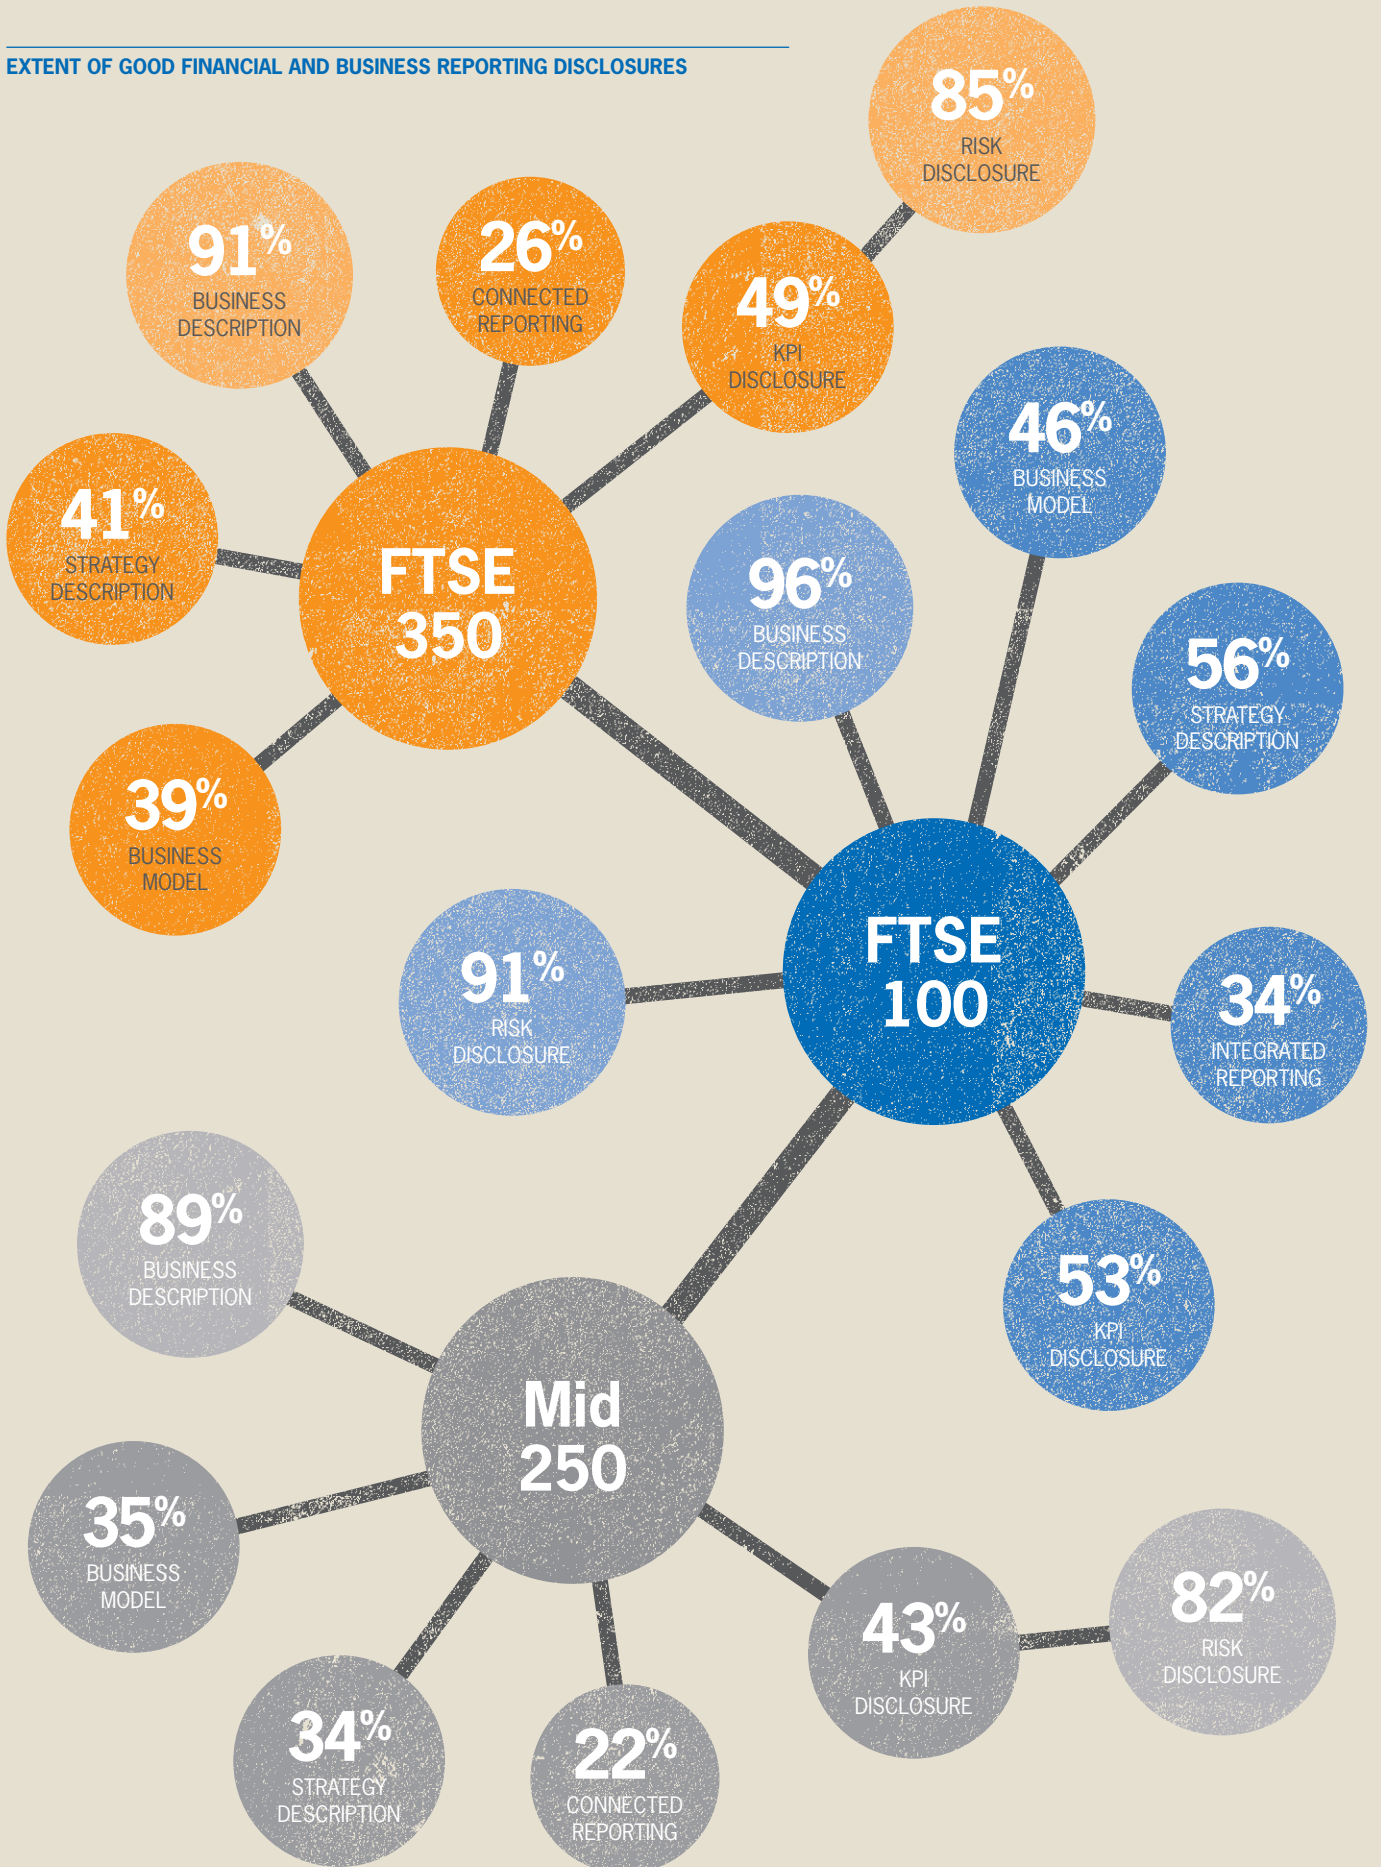 EXTENT OF GOOD FINANCIAL AND BUSINESS REPORTING DISCLOSURES
85%
RISK
DISCLOSURE
91%
BUSINESS
DESCRIPTION
26%
CONNECTED
REPORTING
49%
KPI
DISCLOSURE
41%
STRATEGY
DESCRIPTION
FTSE
350
39%
BUSINESS
MODEL
46%
BUSINESS
MODEL
96%
BUSINESS
DESCRIPTION
56%
STRATEGY
DESCRIPTION
91%
RISK
DISCLOSURE
FTSE
100
34%
INTEGRATED
REPORTING
53%
KPI
DISCLOSURE
89%
BUSINESS
DESCRIPTION
Mid
250
35%
BUSINESS
MODEL
34%
STRATEGY
DESCRIPTION
22%
CONNECTED
REPORTING
43%
KPI
DISCLOSURE
82%
RISK
DISCLOSURE